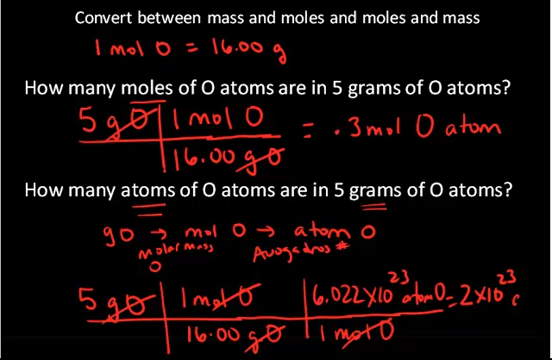 Convert between mass and moles and moles and mass
1 mol O = 16.00 g
How many moles of O atoms are in 5 grams of O atoms?
5 g O | 1 mol O
16.00 g O
= .3 mol O atom
How many atoms of O atoms are in 5 grams of O atoms?
g O → mol O → atom O
molar mass O
Avogadros #
5 g O | 1 mol O | 6.022 X 10^23 atom O = 2 X 10^23
16.00 g O | 1 mol O